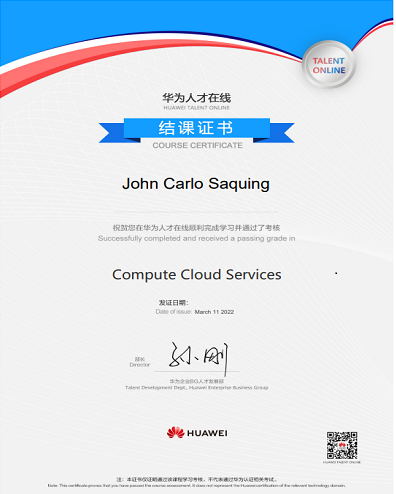 TALENT
ONLINE
华为人才在线
HUAWEI TALENT ONLINE
结课证书
COURSE CERTIFICATE
John Carlo Saquing
祝贺您在华为人才在线顺利完成学习并通过了考核
Successfully completed and received a passing grade in
Compute Cloud Services
发证日期：
Date of issue: March 11 2022
部长
Director
华为企业BG人才发展部
Talent Development Dept., Huawei Enterprise Business Group
HUAWEI
HUAWEI TALENT ONLINE
注：本证书仅证明通过该课程学习考核，不代表通过华为认证相关考试。
Note: This certificate proves that you have passed the course assessment. It does not represent the Huawei certification of the relevant technology domain.